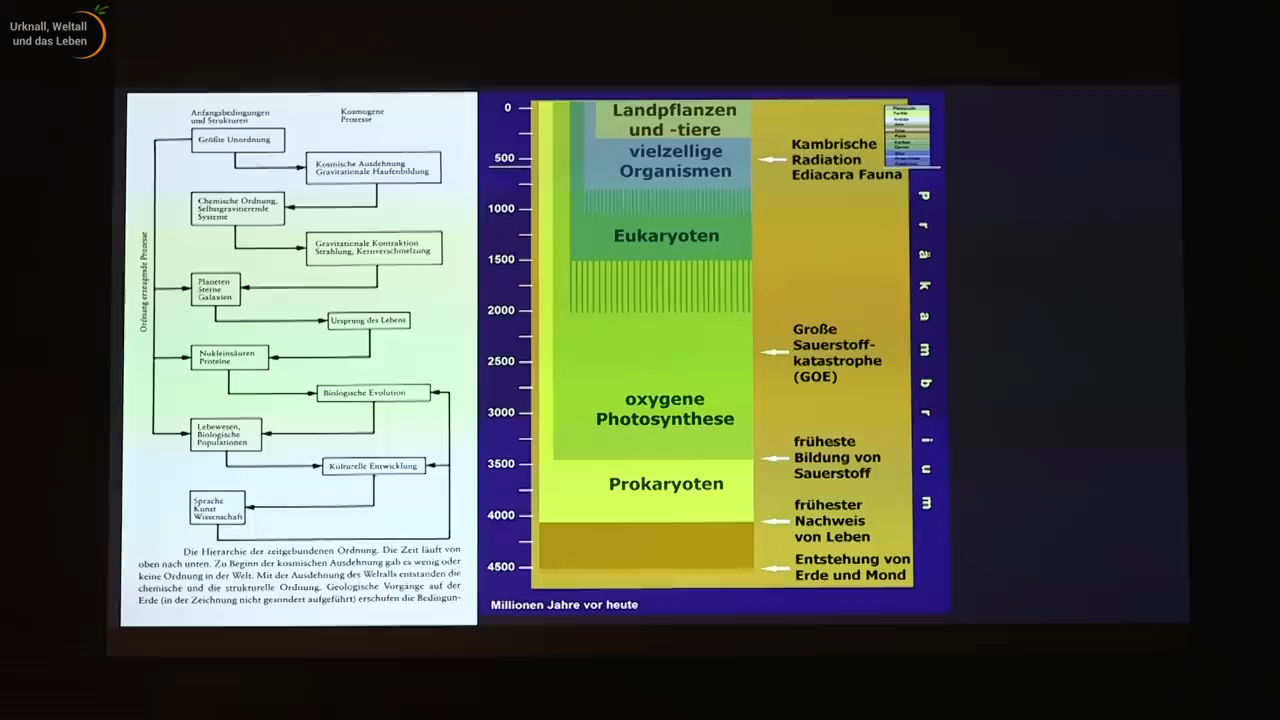 Urknall, Weltall
und das Leben
Anfangsbedingungen
und Strukturen
Kosmogene
Prozesse
Größte Unordnung
Kosmische Ausdehnung
Gravitationale Haufenbildung
Chemische Ordnung,
Selbstgravitierende
Systeme
Gravitationale Kontraktion
Strahlung, Kernverschmelzung
Ordnung erzeugende Prozesse
Planeten
Sterne
Galaxien
Ursprung des Lebens
Nukleinsäuren
Proteine
Biologische Evolution
Lebewesen,
Biologische
Populationen
Kulturelle Entwicklung
Sprache
Kunst
Wissenschaft
Die Hierarchie der zeitgebundenen Ordnung. Die Zeit läuft von
oben nach unten. Zu Beginn der kosmischen Ausdehnung gab es wenig oder
keine Ordnung in der Welt. Mit der Ausdehnung des Weltalls entstanden die
chemische und die strukturelle Ordnung. Geologische Vorgänge auf der
Erde (in der Zeichnung nicht gesondert aufgeführt) erschufen die Bedingun-
0
500
1000
1500
2000
2500
3000
3500
4000
4500
Millionen Jahre vor heute
Landpflanzen
und -tiere
vielzellige
Organismen
Eukaryoten
oxygene
Photosynthese
Prokaryoten
Kambrische
Radiation
Ediacara Fauna
Große
Sauerstoff-
katastrophe
(GOE)
früheste
Bildung von
Sauerstoff
frühester
Nachweis
von Leben
Entstehung von
Erde und Mond
Präkambrium